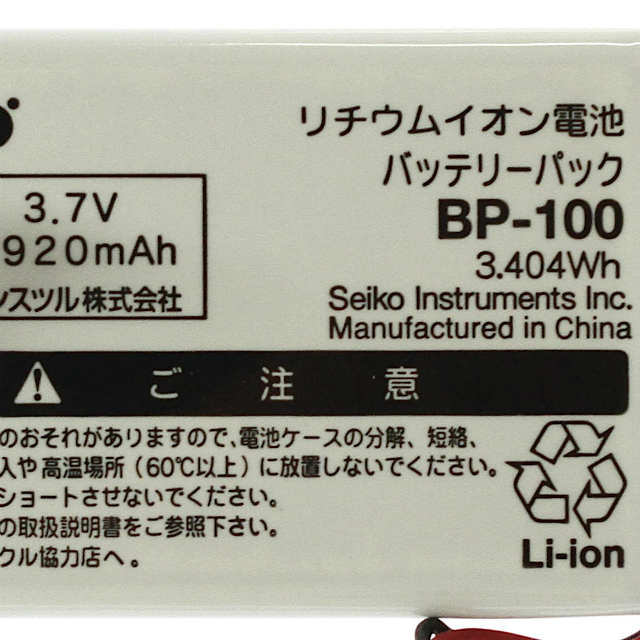 リチウムイオン電池
バッテリーパック
BP-100
3.404Wh
Seiko Instruments Inc.
Manufactured in China
3.7V
920mAh
ンスツル株式会社
ご注意
のおそれがありますので、電池ケースの分解、短絡、
入や高温場所（60℃以上）に放置しないでください。
ショートさせないでください。
の取扱説明書をご参照下さい。
クル協力店へ。
Li-ion